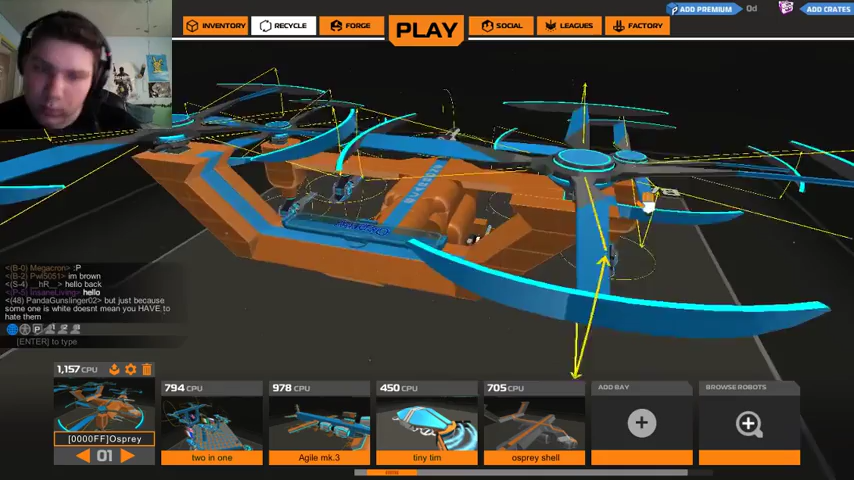 INVENTORY
RECYCLE
FORGE
PLAY
SOCIAL
LEAGUES
FACTORY
ADD PREMIUM
0d
ADD CRATES
<(B-0) Megacron> :P
<(B-2) Pwl5051> im brown
<(S-4) __hR__> hello back
hello
<(48) PandaGunslinger02> but just because
some one is white doesnt mean you HAVE to
hate them
[ENTER] to type
1,157 CPU
[0000FF]Osprey
01
794 CPU
two in one
978 CPU
Agile mk.3
450 CPU
tiny tim
705 CPU
osprey shell
ADD BAY
BROWSE ROBOTS